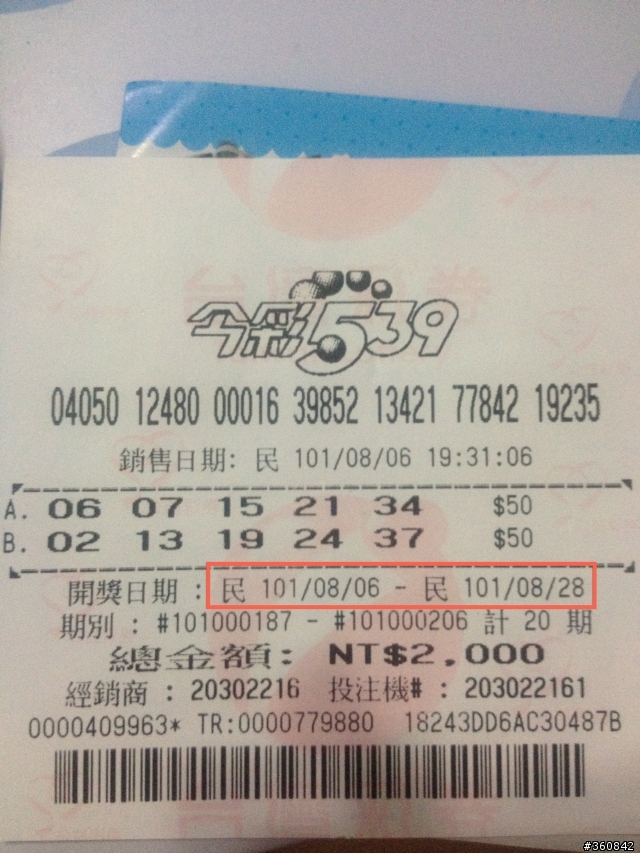 今彩539
04050 12480 00016 39852 13421 77842 19235
銷售日期: 民 101/08/06 19:31:06
A. 06 07 15 21 34 $50
B. 02 13 19 24 37 $50
開獎日期 : 民 101/08/06 - 民 101/08/28
期別 : #101000187 - #101000206 計 20 期
總金額: NT$2,000
經銷商 : 20302216 投注機# : 203022161
0000409963* TR:0000779880 18243DD6AC30487B
#360842